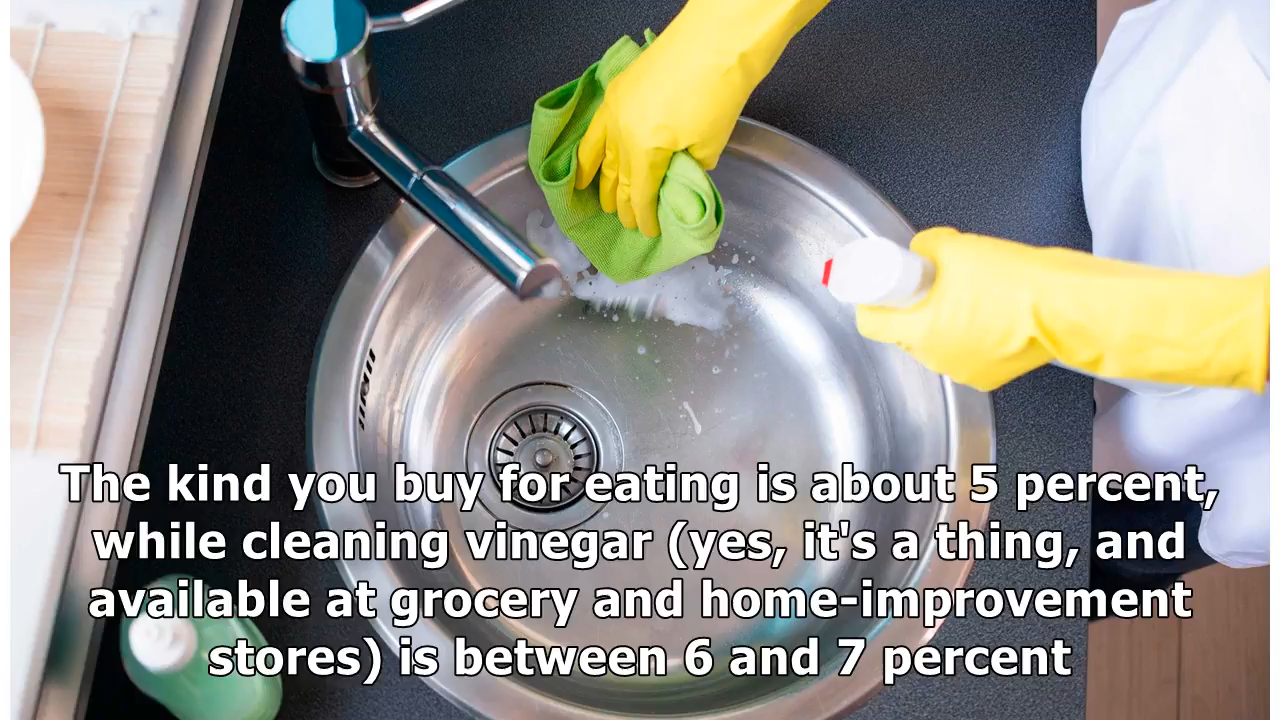 The kind you buy for eating is about 5 percent,
while cleaning vinegar (yes, it's a thing, and
available at grocery and home-improvement
stores) is between 6 and 7 percent